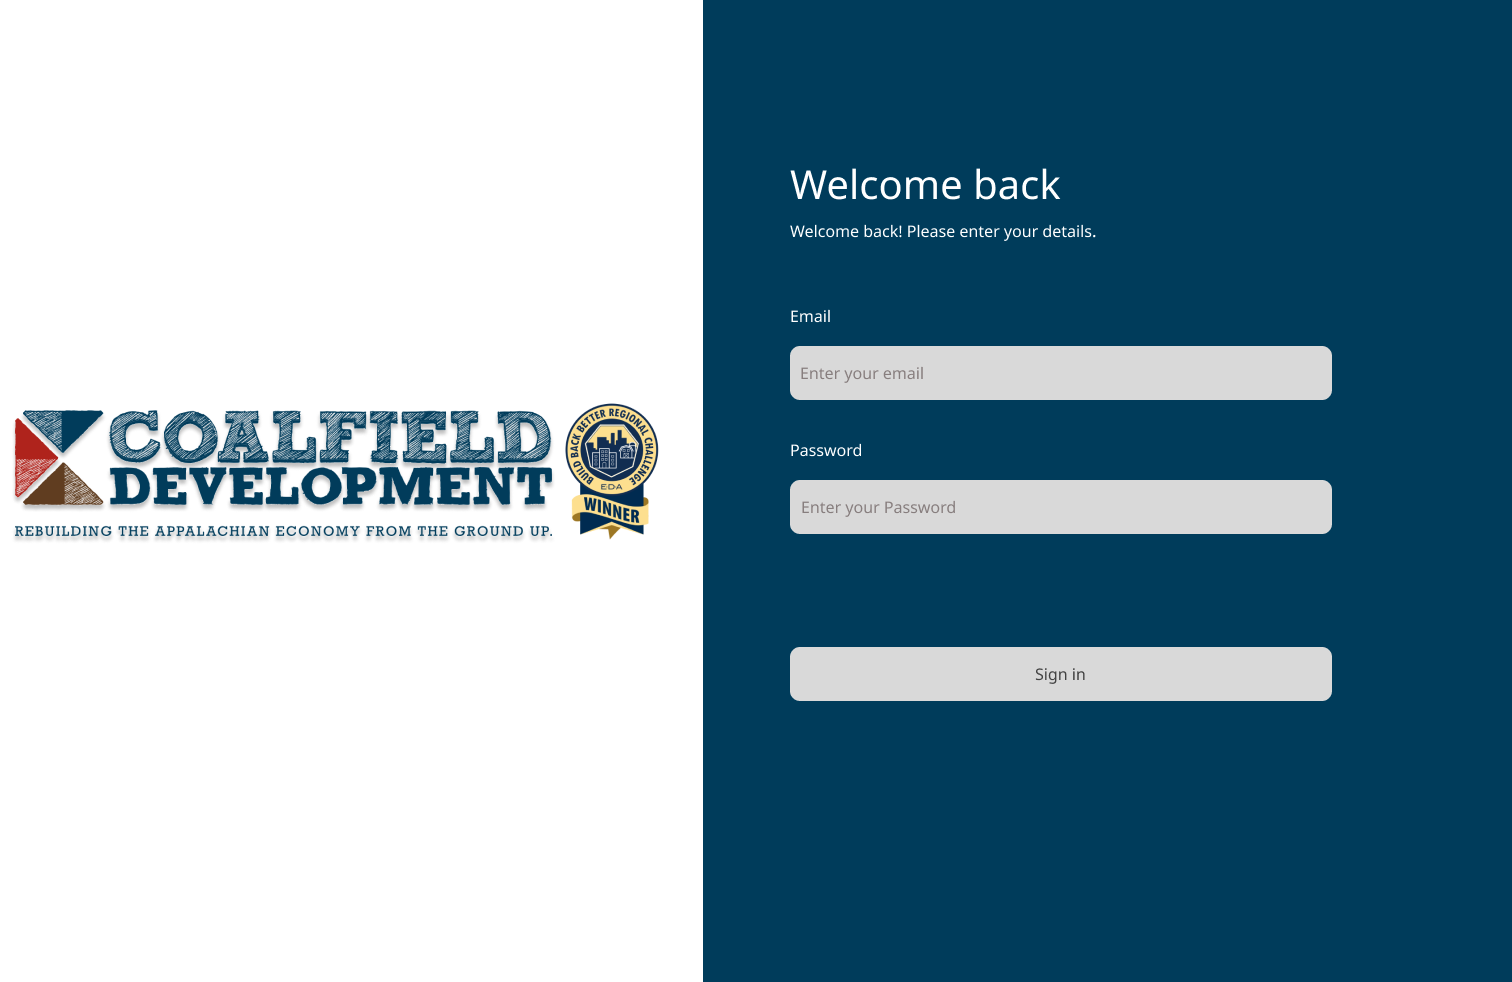 COALFIELD
DEVELOPMENT
REBUILDING THE APPALACHIAN ECONOMY FROM THE GROUND UP.
BUILD BACK BETTER REGIONAL CHALLENGE
EDA
WINNER
Welcome back
Welcome back! Please enter your details.
Email
Enter your email
Password
Enter your Password
Sign in